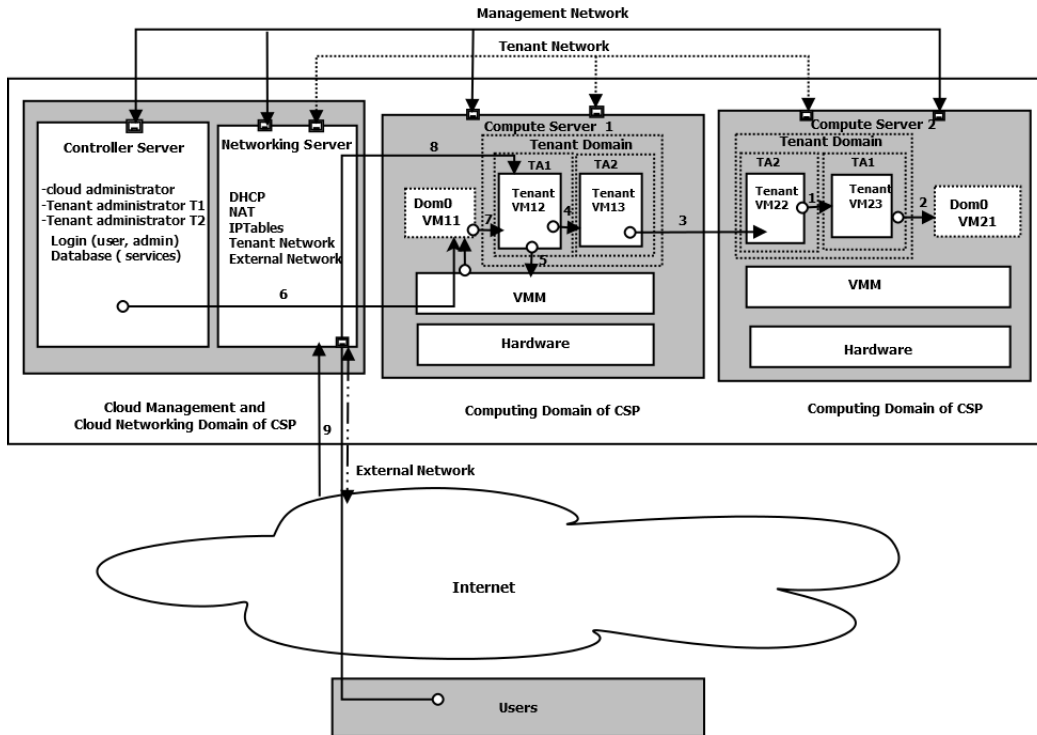 Management Network
Tenant Network
Controller Server
-cloud administrator
-Tenant administrator T1
-Tenant administrator T2
Login (user, admin)
Database ( services)
6
Networking Server
DHCP
NAT
IPTables
Tenant Network
External Network
Cloud Management and
Cloud Networking Domain of CSP
Compute Server 1
Tenant Domain
8
TA1
TA2
Dom0
VM11
7
Tenant
VM12
4
Tenant
VM13
5
3
VMM
Hardware
Computing Domain of CSP
Compute Server 2
Tenant Domain
TA2
TA1
Tenant
VM22
1
Tenant
VM23
2
Dom0
VM21
VMM
Hardware
Computing Domain of CSP
9
External Network
Internet
Users